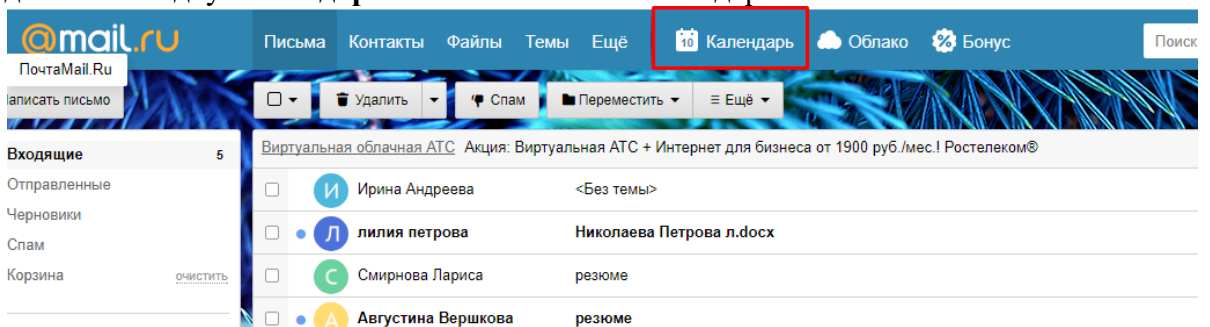 @mail.ru
Письма Контакты Файлы Темы Ещё 10 Календарь Облако % Бонус Поиск
ПочтаMail.Ru
аписать письмо
Удалить Спам Переместить Ещё
Входящие 5
Виртуальная облачная АТС Акция: Виртуальная АТС + Интернет для бизнеса от 1900 руб./мес.! Ростелеком®
Отправленные
И Ирина Андреева <Без темы>
Черновики
Л лилия петрова Николаева Петрова л.docx
Спам
Корзина очистить
С Смирнова Лариса резюме
А Августина Вершкова резюме